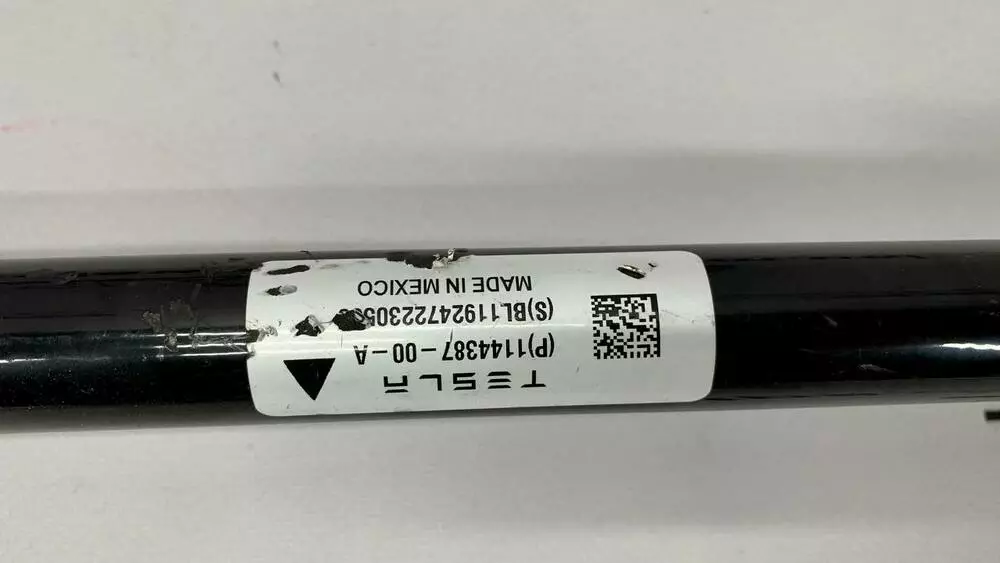 TESLA
(P)1144387-00-A
(S)BL11924722305
MADE IN MEXICO